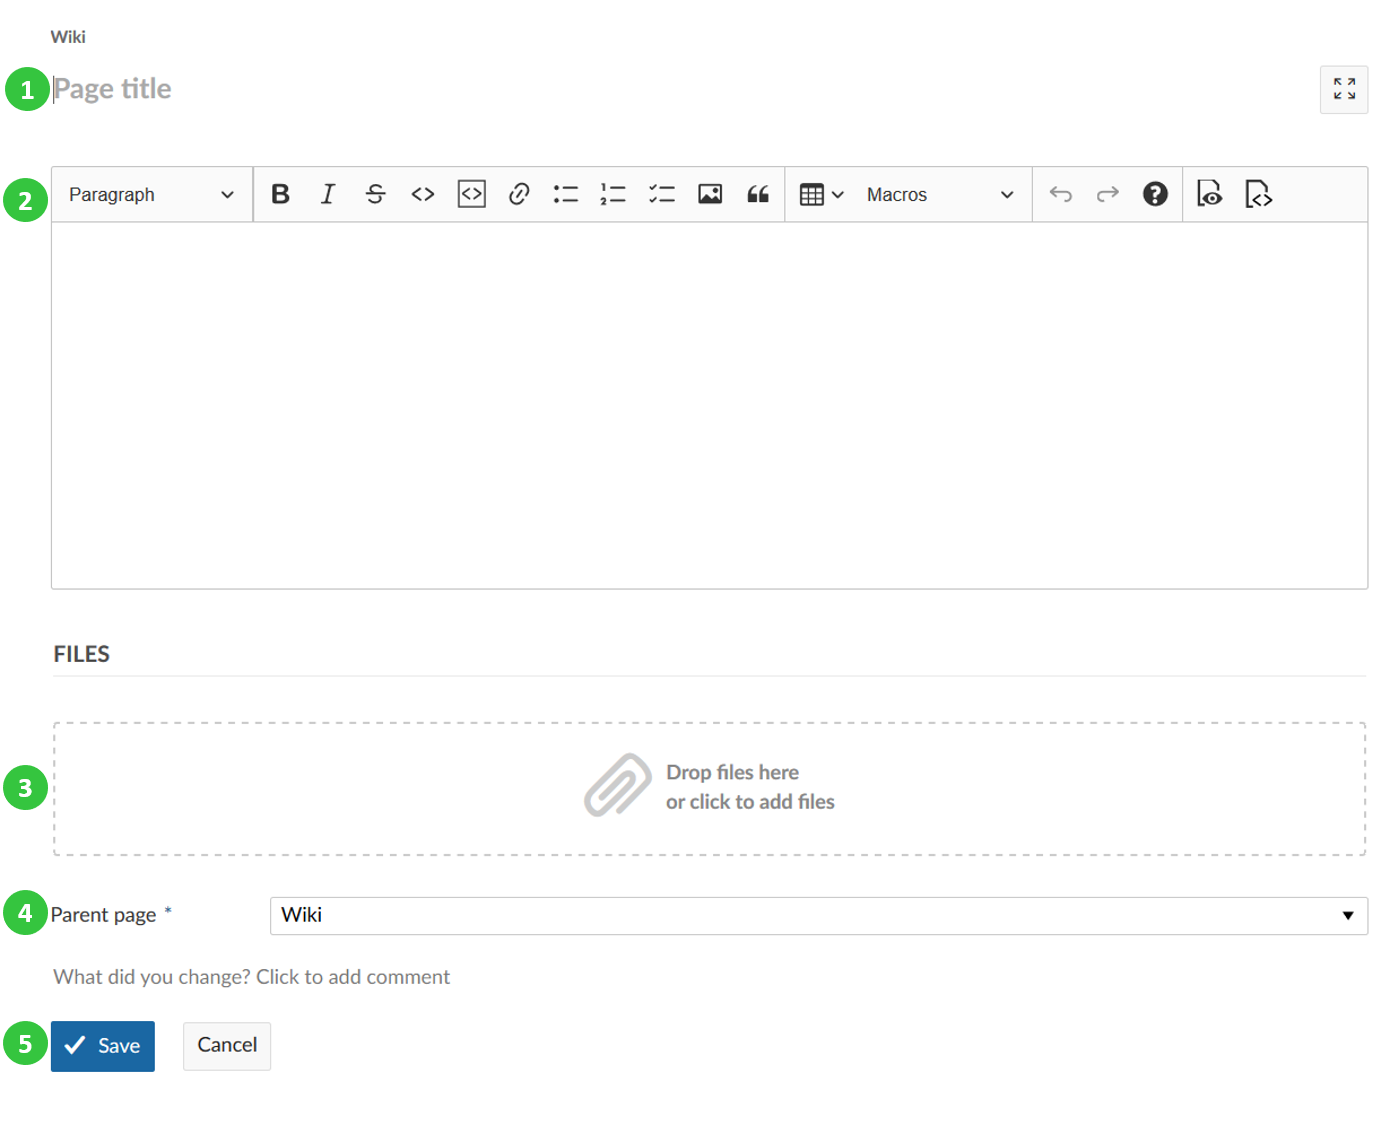 Wiki
1 Page title
2 Paragraph B I S Macros
FILES
3 Drop files here
or click to add files
4 Parent page * Wiki
What did you change? Click to add comment
5 Save Cancel